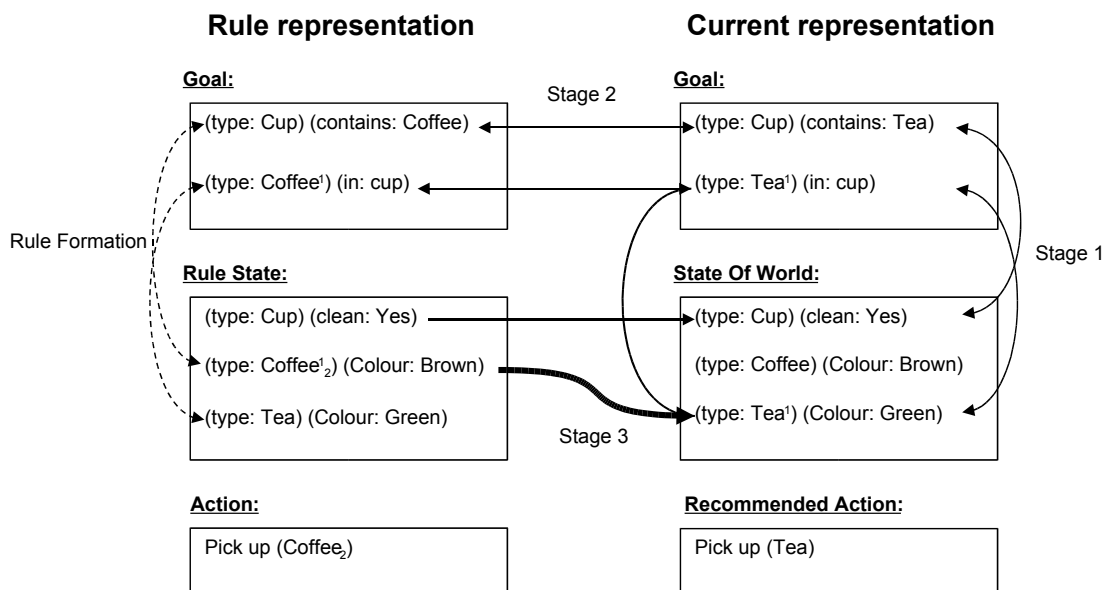 Rule representation
Current representation
Goal:
Goal:
Stage 2
(type: Cup) (contains: Coffee)
(type: Cup) (contains: Tea)
(type: Coffee¹) (in: cup)
(type: Tea¹) (in: cup)
Rule Formation
Stage 1
Rule State:
State Of World:
(type: Cup) (clean: Yes)
(type: Cup) (clean: Yes)
(type: Coffee¹₂) (Colour: Brown)
(type: Coffee) (Colour: Brown)
(type: Tea) (Colour: Green)
(type: Tea¹) (Colour: Green)
Stage 3
Action:
Recommended Action:
Pick up (Coffee₂)
Pick up (Tea)